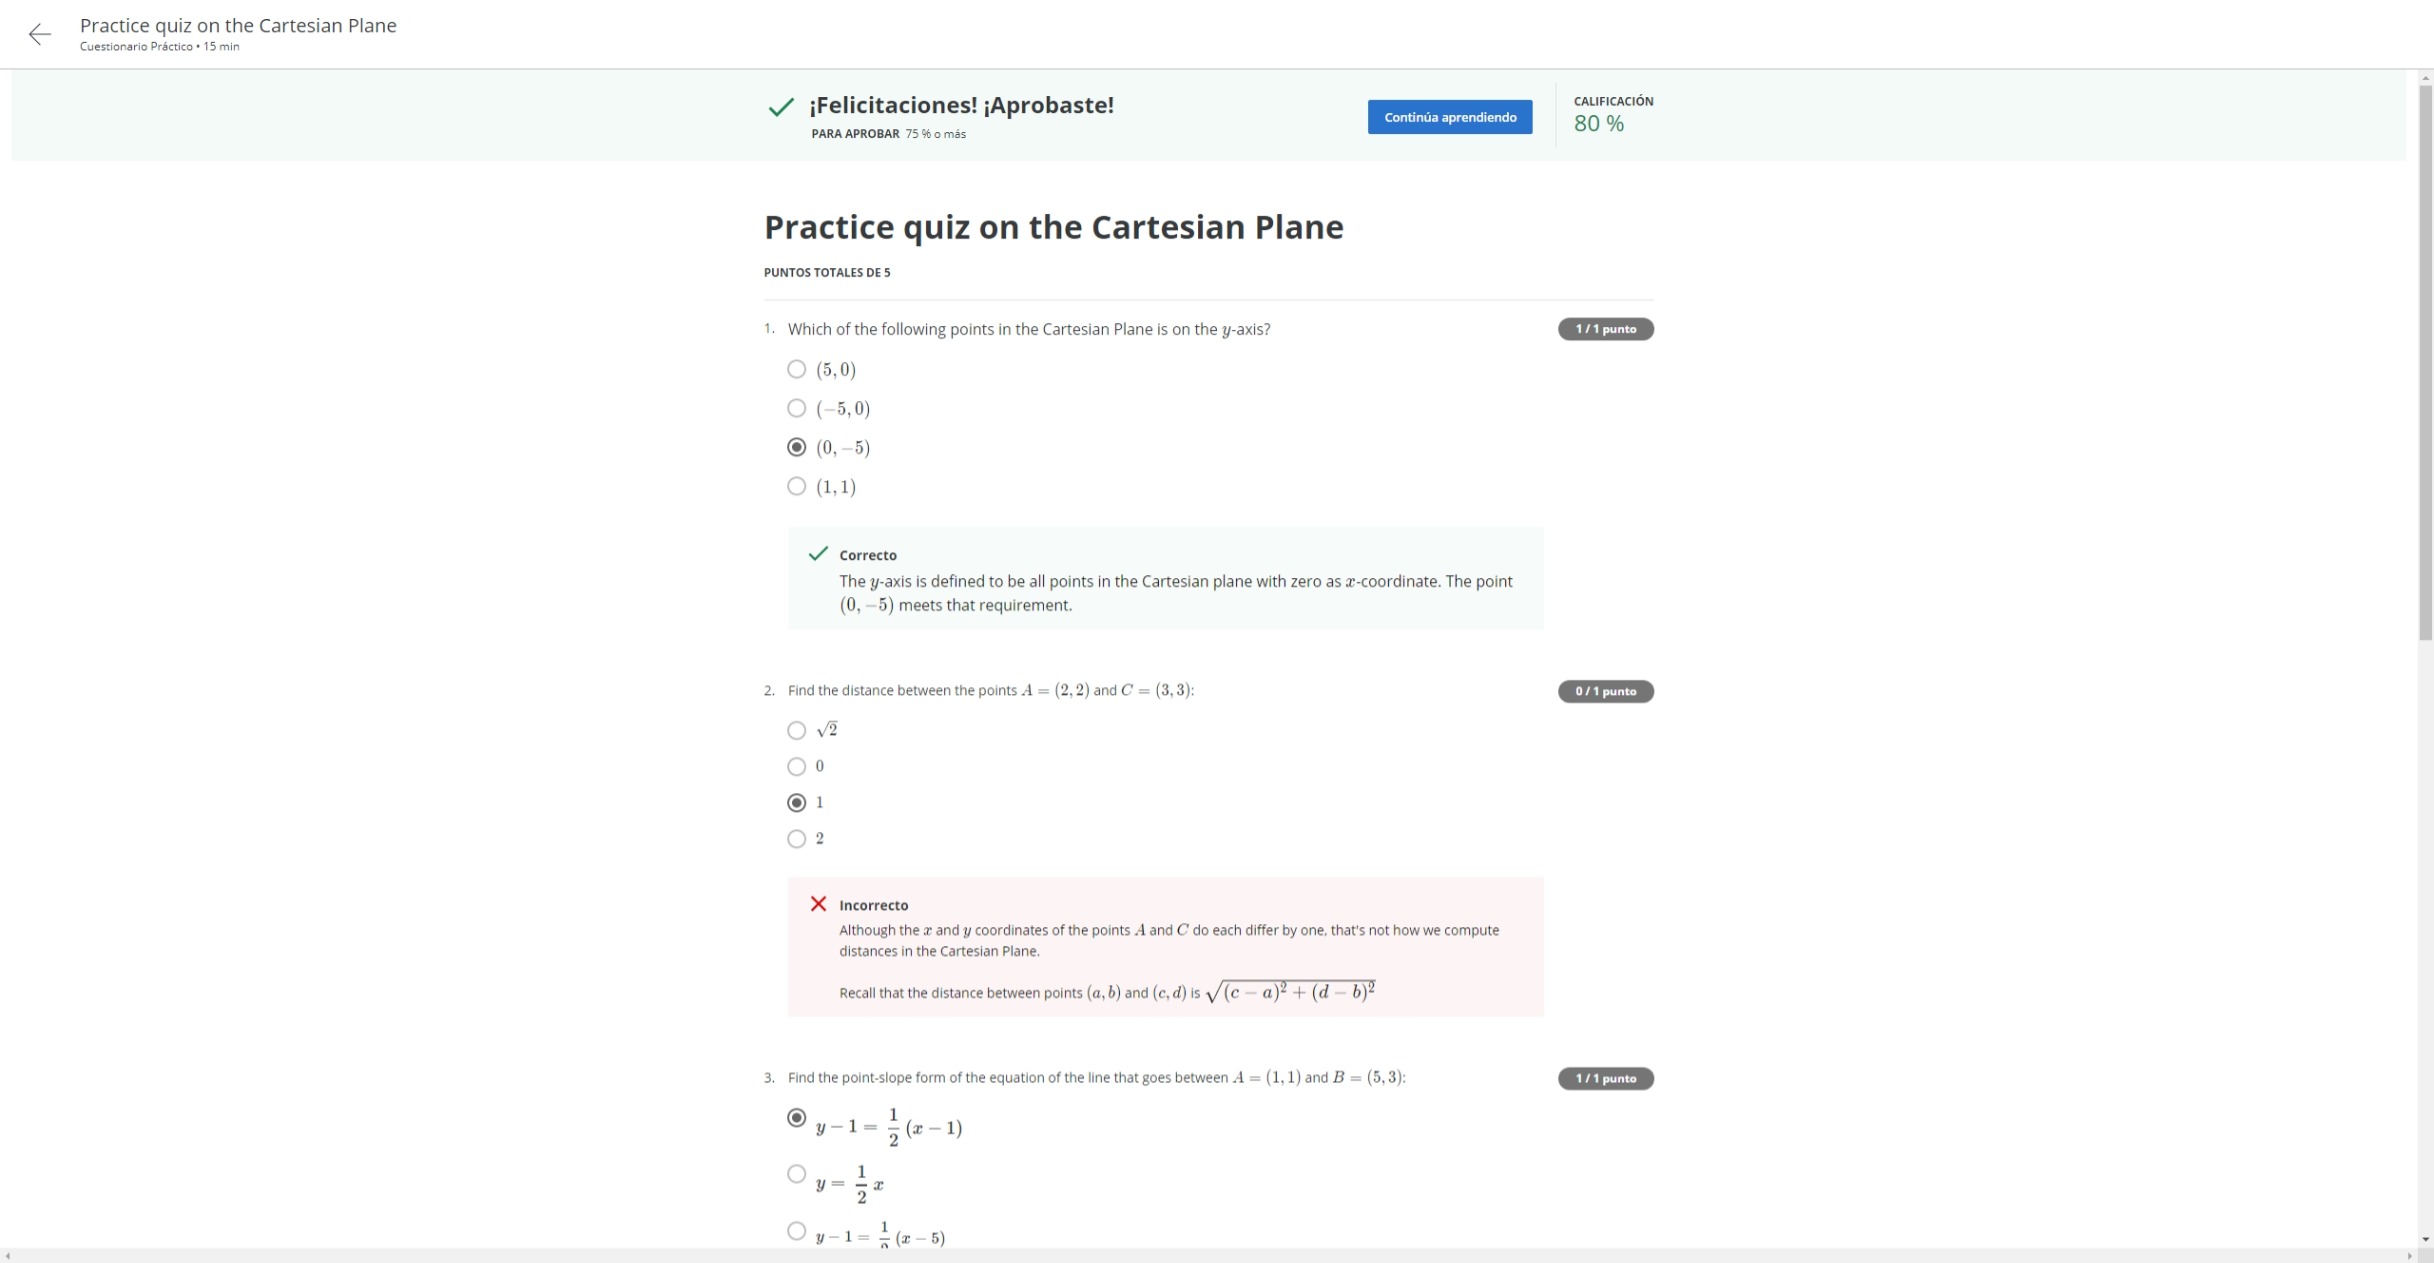 Practice quiz on the Cartesian Plane
Cuestionario Práctico • 15 min
¡Felicitaciones! ¡Aprobaste!
PARA APROBAR 75 % o más
Continúa aprendiendo
CALIFICACIÓN
80 %
Practice quiz on the Cartesian Plane
PUNTOS TOTALES DE 5
1. Which of the following points in the Cartesian Plane is on the y-axis?
1 / 1 punto
(5, 0)
(−5, 0)
(0, −5)
(1, 1)
Correcto
The y-axis is defined to be all points in the Cartesian plane with zero as x-coordinate. The point
(0, −5) meets that requirement.
2. Find the distance between the points A = (2, 2) and C = (3, 3):
0 / 1 punto
√2
0
1
2
Incorrecto
Although the x and y coordinates of the points A and C do each differ by one, that's not how we compute
distances in the Cartesian Plane.
Recall that the distance between points (a, b) and (c, d) is √((c − a)² + (d − b)²)
3. Find the point-slope form of the equation of the line that goes between A = (1, 1) and B = (5, 3):
1 / 1 punto
y − 1 = 1/2 (x − 1)
y = 1/2 x
y − 1 = 1/2 (x − 5)